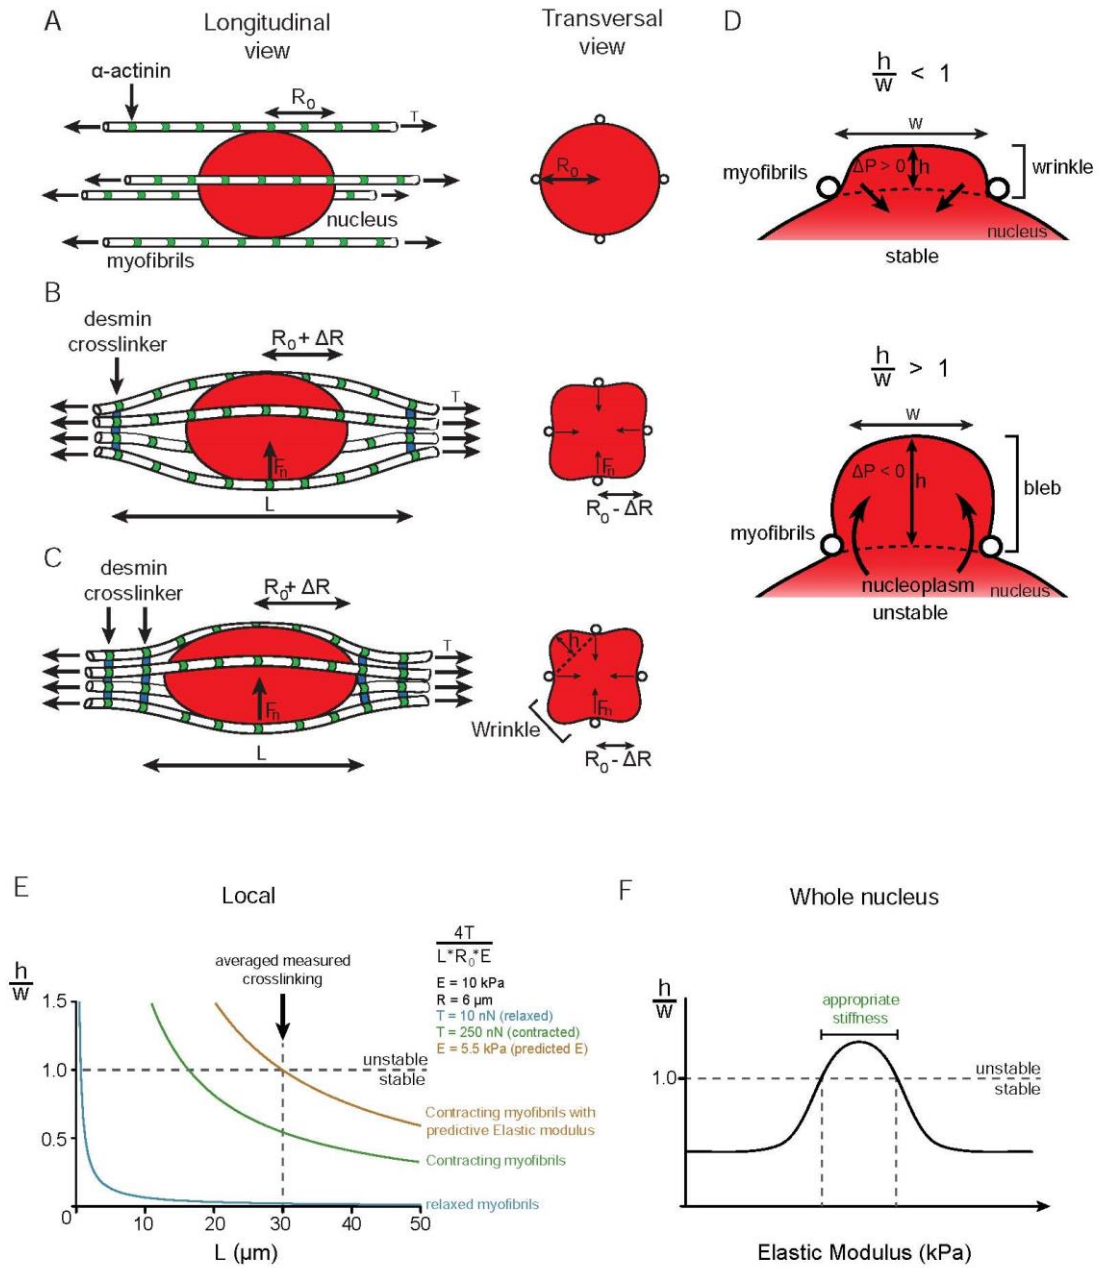 A
Longitudinal
view
Transversal
view
α-actinin
R₀
T
R₀
nucleus
myofibrils
B
desmin
crosslinker
R₀ + ΔR
T
Fₙ
L
Fₙ
R₀ - ΔR
C
desmin
crosslinker
R₀+ ΔR
T
Fₙ
L
h
Fₙ
Wrinkle
R₀ - ΔR
D
h
w
< 1
w
myofibrils
ΔP > 0
h
wrinkle
nucleus
stable
h
w
> 1
w
ΔP < 0
h
bleb
myofibrils
nucleoplasm
nucleus
unstable
E
Local
h
w
averaged measured
crosslinking
4T
L*R₀*E
E = 10 kPa
R = 6 µm
T = 10 nN (relaxed)
T = 250 nN (contracted)
E = 5.5 kPa (predicted E)
1.5
1.0
0.5
0
unstable
stable
Contracting myofibrils with
predictive Elastic modulus
Contracting myofibrils
relaxed myofibrils
0
10
20
30
40
50
L (µm)
F
Whole nucleus
h
w
appropriate
stiffness
1.0
unstable
stable
Elastic Modulus (kPa)